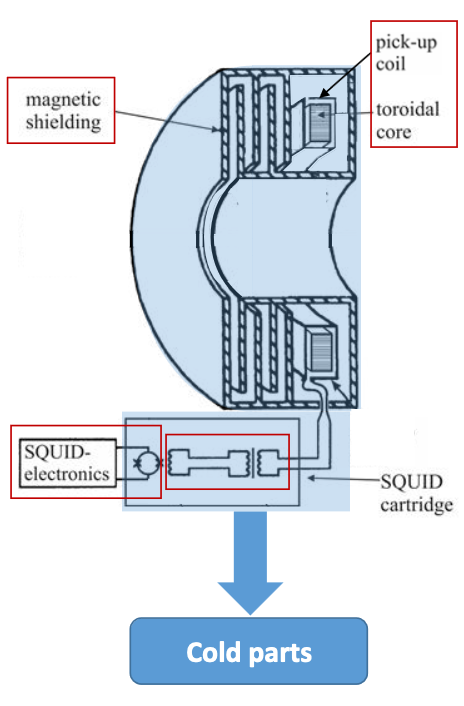 pick-up
coil
magnetic
shielding
toroidal
core
SQUID-
electronics
SQUID
cartridge
Cold parts